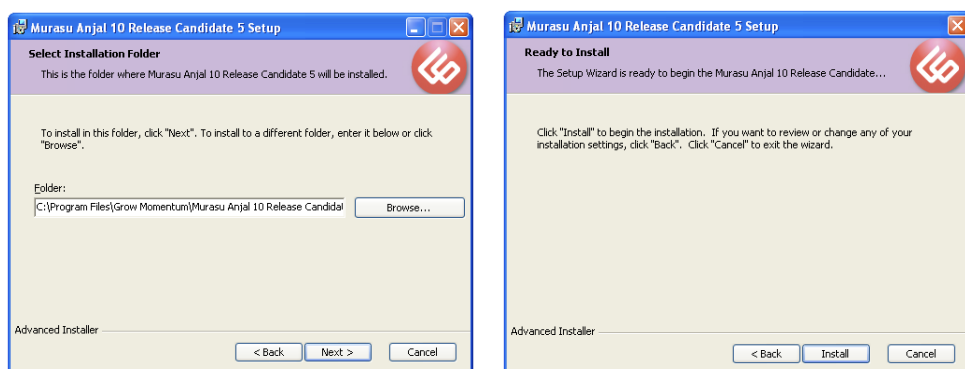 Murasu Anjal 10 Release Candidate 5 Setup
Select Installation Folder
This is the folder where Murasu Anjal 10 Release Candidate 5 will be installed.
To install in this folder, click "Next". To install to a different folder, enter it below or click
"Browse".
Folder:
C:\Program Files\Grow Momentum\Murasu Anjal 10 Release Candidat
Browse...
Advanced Installer
< Back
Next >
Cancel
Murasu Anjal 10 Release Candidate 5 Setup
Ready to Install
The Setup Wizard is ready to begin the Murasu Anjal 10 Release Candidate...
Click "Install" to begin the installation. If you want to review or change any of your
installation settings, click "Back". Click "Cancel" to exit the wizard.
Advanced Installer
< Back
Install
Cancel